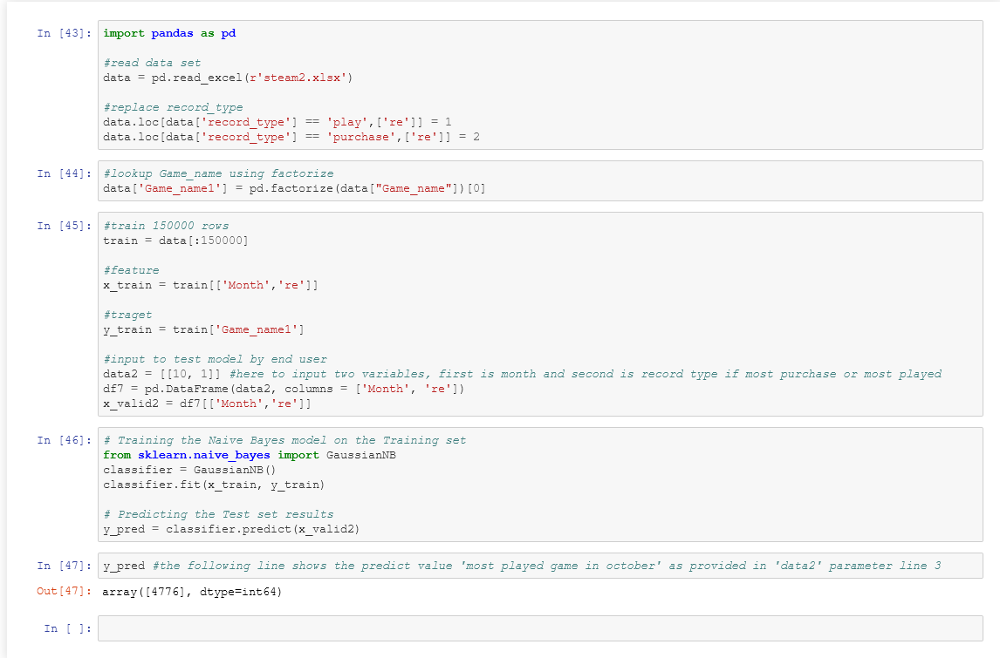 In [43]: import pandas as pd
#read data set
data = pd.read_excel(r'steam2.xlsx')
#replace record_type
data.loc[data['record_type'] == 'play',['re']] = 1
data.loc[data['record_type'] == 'purchase',['re']] = 2
In [44]: #lookup Game_name using factorize
data['Game_name1'] = pd.factorize(data["Game_name"])[0]
In [45]: #train 150000 rows
train = data[:150000]
#feature
x_train = train[['Month','re']]
#traget
y_train = train['Game_name1']
#input to test model by end user
data2 = [[10, 1]] #here to input two variables, first is month and second is record type if most purchase or most played
df7 = pd.DataFrame(data2, columns = ['Month', 're'])
x_valid2 = df7[['Month','re']]
In [46]: # Training the Naive Bayes model on the Training set
from sklearn.naive_bayes import GaussianNB
classifier = GaussianNB()
classifier.fit(x_train, y_train)
# Predicting the Test set results
y_pred = classifier.predict(x_valid2)
In [47]: y_pred #the following line shows the predict value 'most played game in october' as provided in 'data2' parameter line 3
Out[47]: array([4776], dtype=int64)
In [ ]: